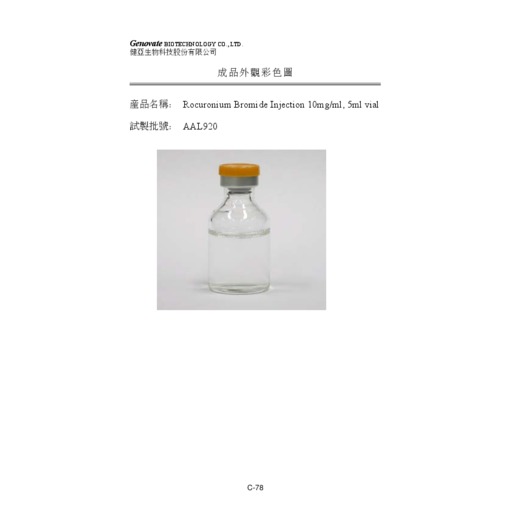 Genovate BIOTECHNOLOGY CO.,LTD.
健亞生物科技股份有限公司
成品外觀彩色圖
產品名稱: Rocuronium Bromide Injection 10mg/ml, 5ml vial
試製批號: AAL920
C-78